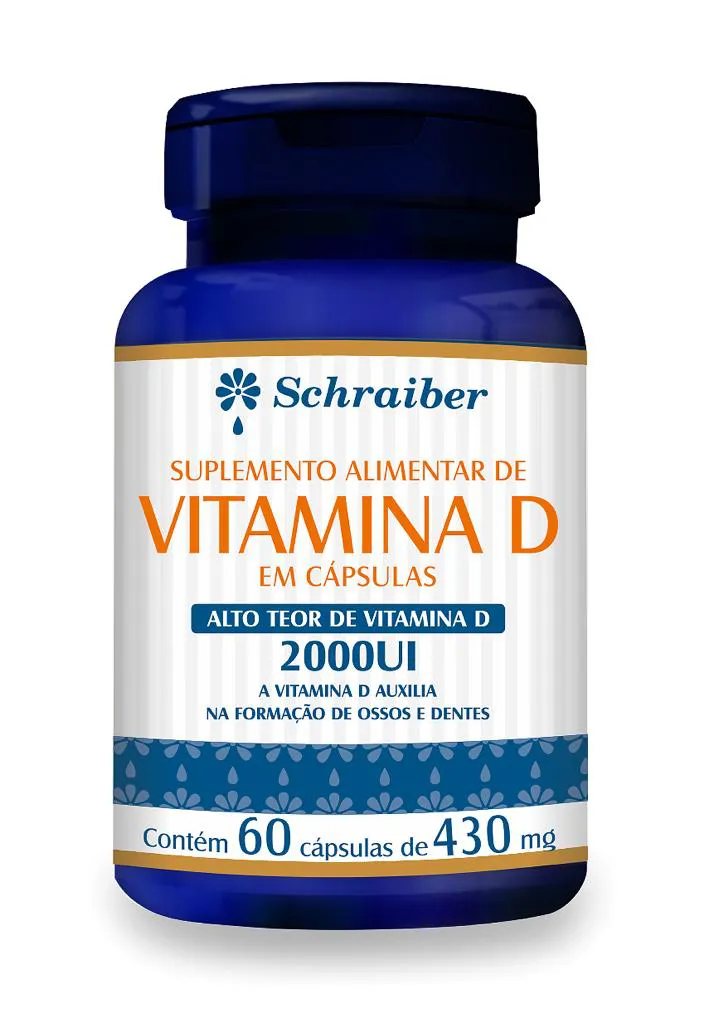 Schraiber
SUPLEMENTO ALIMENTAR DE
VITAMINA D
EM CÁPSULAS
ALTO TEOR DE VITAMINA D
2000UI
A VITAMINA D AUXILIA
NA FORMAÇÃO DE OSSOS E DENTES
Contém 60 cápsulas de 430 mg